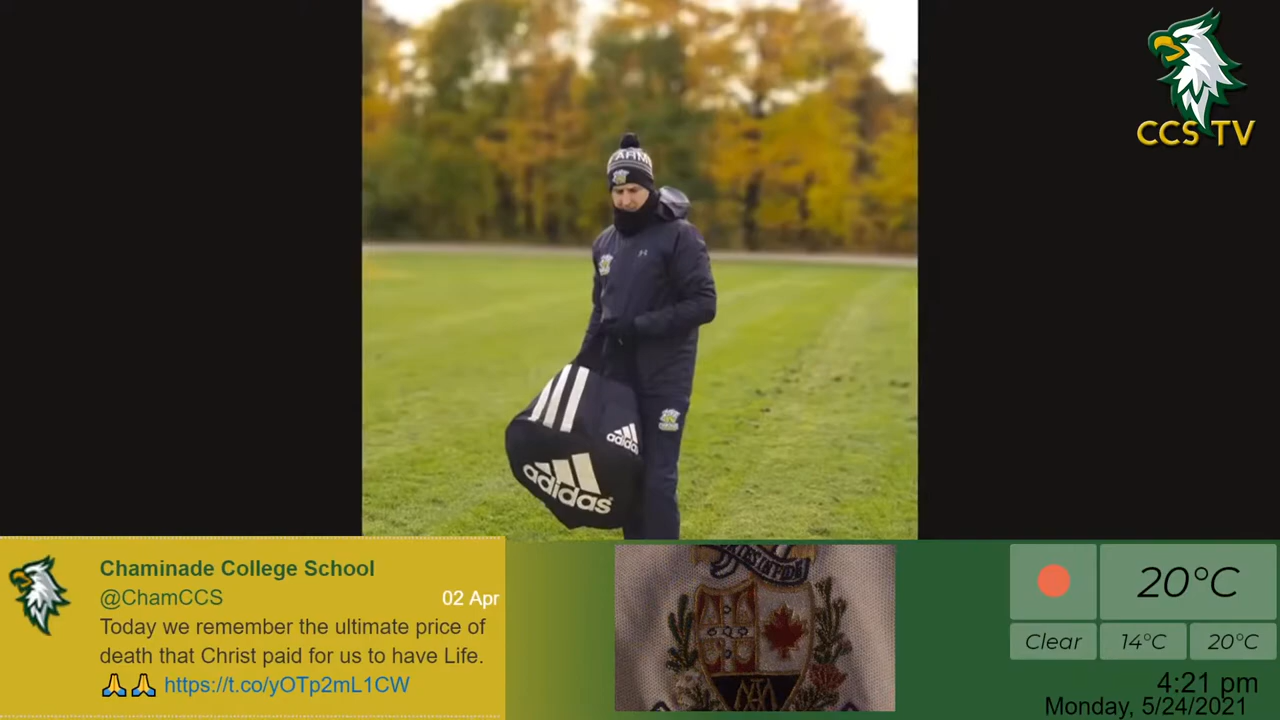 CCS TV
ARM
adidas
adidas
Chaminade College School
@ChamCCS
02 Apr
Today we remember the ultimate price of
death that Christ paid for us to have Life.
🙏🙏 https://t.co/yOTp2mL1CW
20°C
Clear
14°C
20°C
4:21 pm
Monday, 5/24/2021